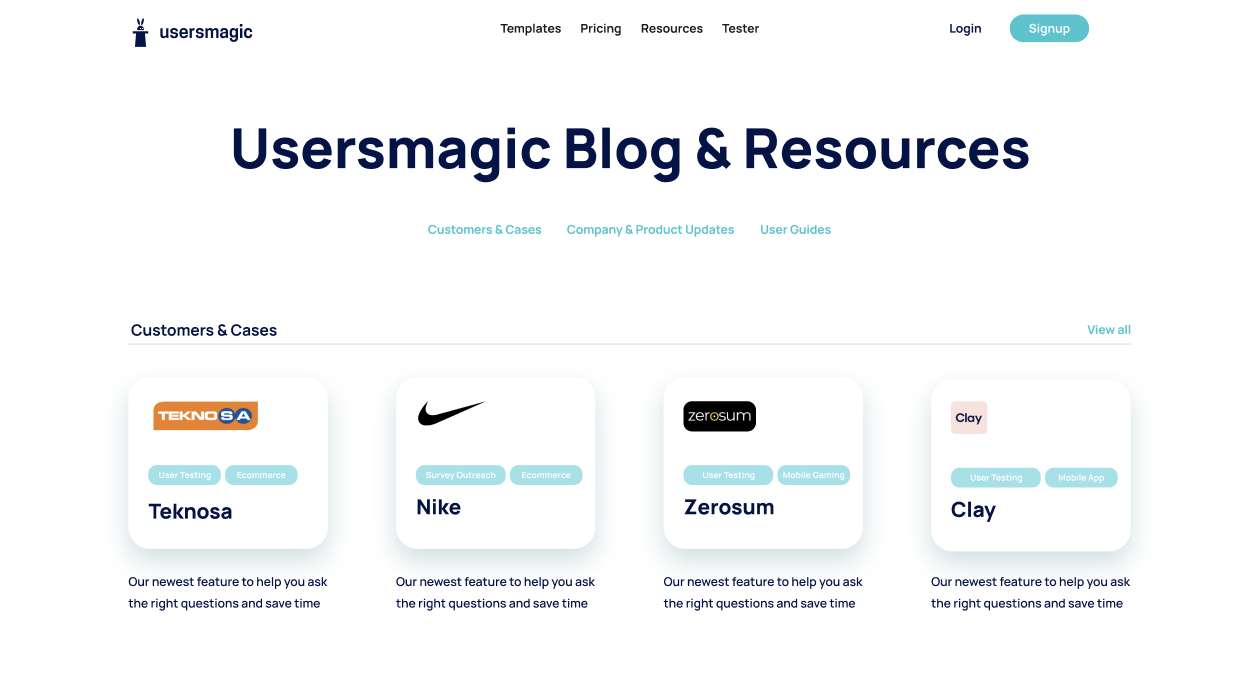 usersmagic
Templates Pricing Resources Tester
Login Signup
Usersmagic Blog & Resources
Customers & Cases Company & Product Updates User Guides
Customers & Cases View all
TEKNOSA
User Testing Ecommerce
Teknosa
Our newest feature to help you ask
the right questions and save time
Survey Outreach Ecommerce
Nike
Our newest feature to help you ask
the right questions and save time
zerosum
User Testing Mobile Gaming
Zerosum
Our newest feature to help you ask
the right questions and save time
Clay
User Testing Mobile App
Clay
Our newest feature to help you ask
the right questions and save time